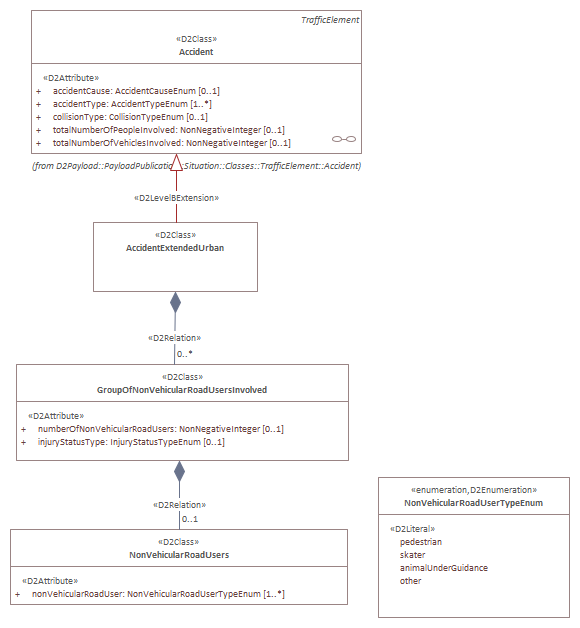 TrafficElement
«D2Class»
Accident
«D2Attribute»
+ accidentCause: AccidentCauseEnum [0..1]
+ accidentType: AccidentTypeEnum [1..*]
+ collisionType: CollisionTypeEnum [0..1]
+ totalNumberOfPeopleInvolved: NonNegativeInteger [0..1]
+ totalNumberOfVehiclesInvolved: NonNegativeInteger [0..1]
(from D2Payload::PayloadPublication::Situation::Classes::TrafficElement::Accident)
«D2LevelBExtension»
«D2Class»
AccidentExtendedUrban
«D2Relation»
0..*
«D2Class»
GroupOfNonVehicularRoadUsersInvolved
«D2Attribute»
+ numberOfNonVehicularRoadUsers: NonNegativeInteger [0..1]
+ injuryStatusType: InjuryStatusTypeEnum [0..1]
«D2Relation»
0..1
«D2Class»
NonVehicularRoadUsers
«D2Attribute»
+ nonVehicularRoadUser: NonVehicularRoadUserTypeEnum [1..*]
«enumeration,D2Enumeration»
NonVehicularRoadUserTypeEnum
«D2Literal»
pedestrian
skater
animalUnderGuidance
other